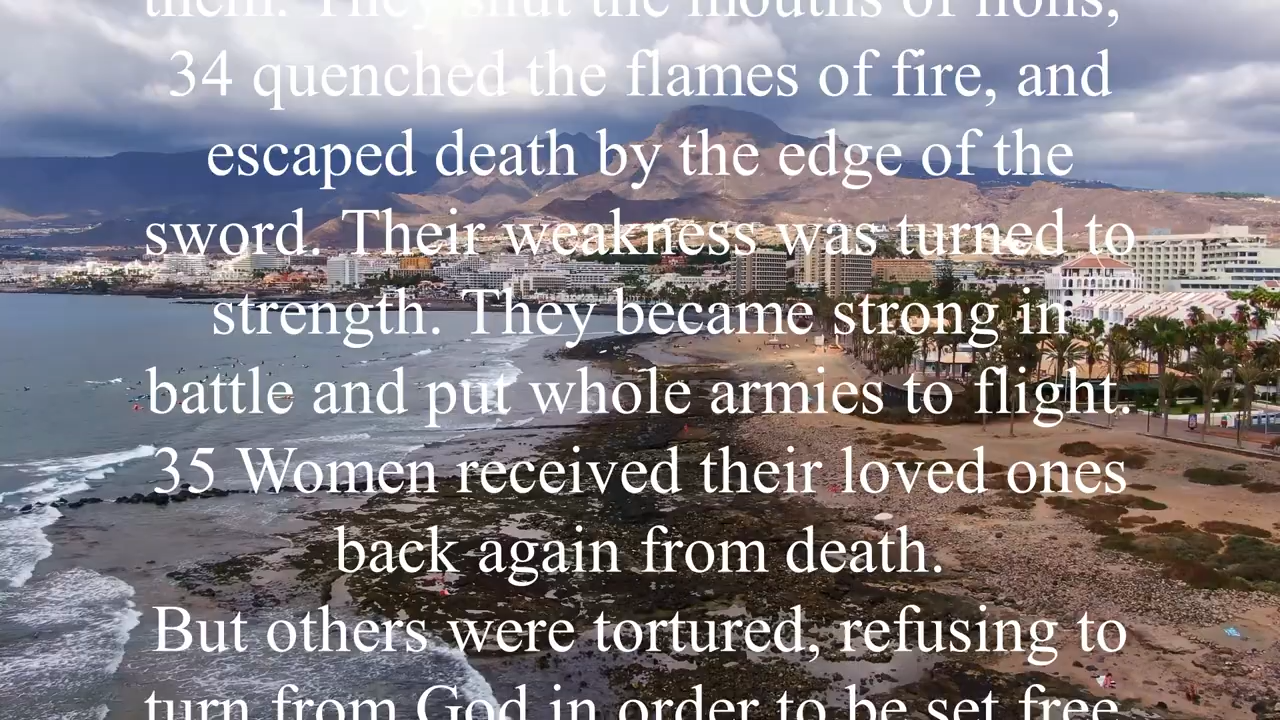 them. They shut the mouths of lions,
34 quenched the flames of fire, and
escaped death by the edge of the
sword. Their weakness was turned to
strength. They became strong in
battle and put whole armies to flight.
35 Women received their loved ones
back again from death.
But others were tortured, refusing to
turn from God in order to be set free.